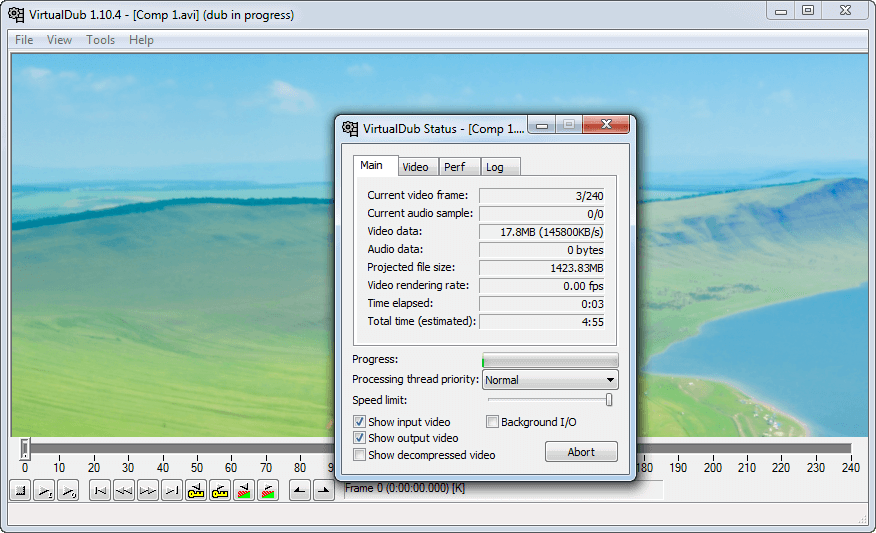 VirtualDub 1.10.4 - [Comp 1.avi] (dub in progress)
File View Tools Help
VirtualDub Status - [Comp 1....
Main Video Perf Log
Current video frame: 3/240
Current audio sample: 0/0
Video data: 17.8MB (145800KB/s)
Audio data: 0 bytes
Projected file size: 1423.83MB
Video rendering rate: 0.00 fps
Time elapsed: 0:03
Total time (estimated): 4:55
Progress:
Processing thread priority: Normal
Speed limit:
Show input video Background I/O
Show output video
Show decompressed video
Abort
0 10 20 30 40 50 60 70 80 90 180 190 200 210 220 230 240
Frame 0 (0:00:00.000) [K]